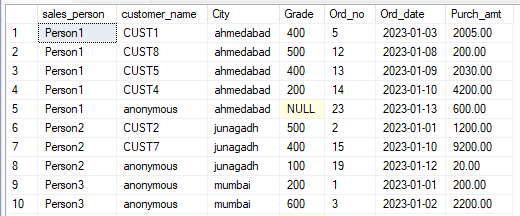 sales_person customer_name City Grade Ord_no Ord_date Purch_amt
1 Person1 CUST1 ahmedabad 400 5 2023-01-03 2005.00
2 Person1 CUST8 ahmedabad 500 12 2023-01-08 200.00
3 Person1 CUST5 ahmedabad 400 13 2023-01-09 2030.00
4 Person1 CUST4 ahmedabad 200 14 2023-01-10 4200.00
5 Person1 anonymous ahmedabad NULL 23 2023-01-13 600.00
6 Person2 CUST2 junagadh 500 2 2023-01-01 1200.00
7 Person2 CUST7 junagadh 400 15 2023-01-10 9200.00
8 Person2 anonymous junagadh 100 19 2023-01-12 20.00
9 Person3 anonymous mumbai 200 1 2023-01-01 200.00
10 Person3 anonymous mumbai 600 3 2023-01-02 2200.00